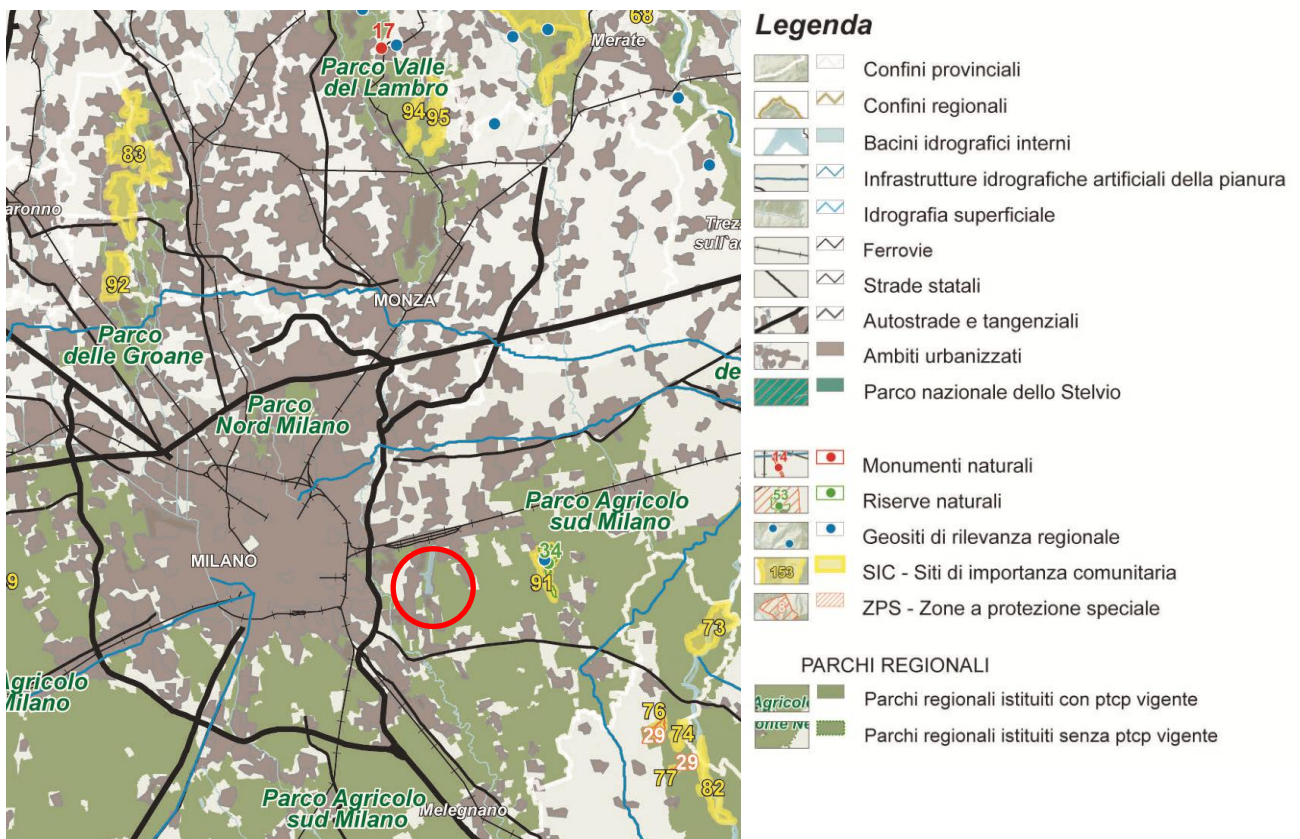 68
17
Merate
Parco Valle
del Lambro
94
95
83
aronno
Trez
sull'ad
92
MONZA
Parco
delle Groane
de
Parco
Nord Milano
Parco Agricolo
sud Milano
MILANO
34
91
9
73
Agricolo
Milano
76
29
74
29
77
82
Parco Agricolo
sud Milano
Melegnano
Legenda
Confini provinciali
Confini regionali
Bacini idrografici interni
Infrastrutture idrografiche artificiali della pianura
Idrografia superficiale
Ferrovie
Strade statali
Autostrade e tangenziali
Ambiti urbanizzati
Parco nazionale dello Stelvio
14
Monumenti naturali
53
Riserve naturali
Geositi di rilevanza regionale
153
SIC - Siti di importanza comunitaria
8
ZPS - Zone a protezione speciale
PARCHI REGIONALI
Agricolo
Parchi regionali istituiti con ptcp vigente
onte Ne
Parchi regionali istituiti senza ptcp vigente